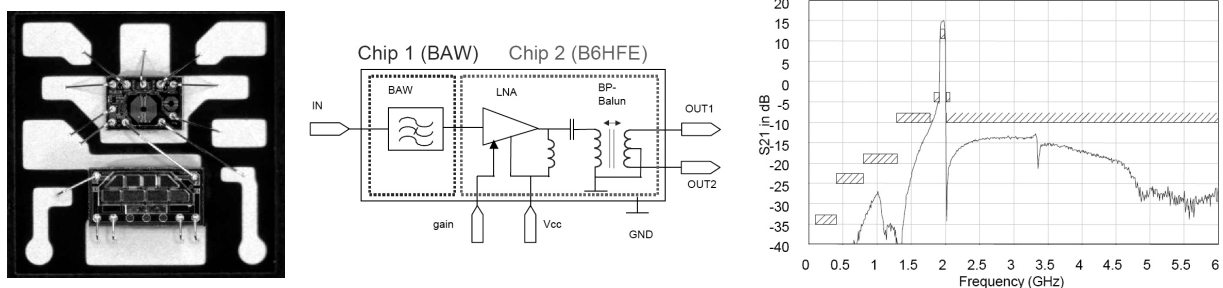 Chip 1 (BAW) Chip 2 (B6HFE)
BAW
LNA
BP-
Balun
IN
OUT1
OUT2
gain
Vcc
GND
S21 in dB
20
15
10
5
0
-5
-10
-15
-20
-25
-30
-35
-40
0 0.5 1 1.5 2 2.5 3 3.5 4 4.5 5 5.5 6
Frequency (GHz)